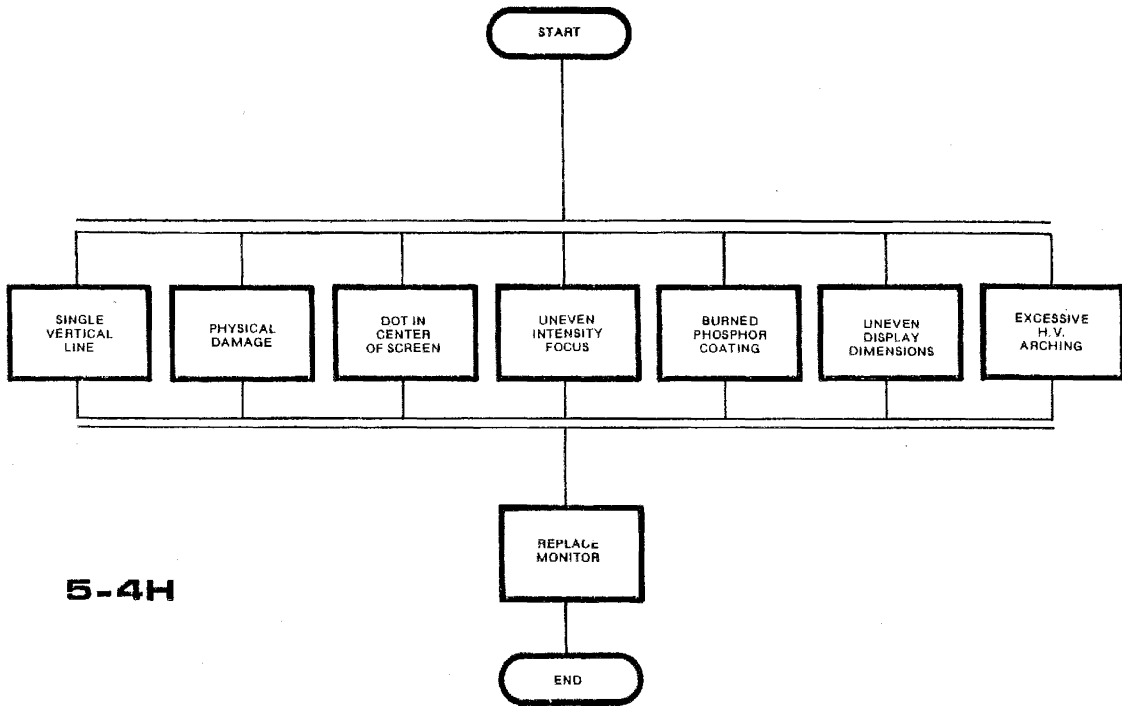 START
SINGLE
VERTICAL
LINE
PHYSICAL
DAMAGE
DOT IN
CENTER
OF SCREEN
UNEVEN
INTENSITY
FOCUS
BURNED
PHOSPHOR
COATING
UNEVEN
DISPLAY
DIMENSIONS
EXCESSIVE
H.V.
ARCHING
REPLACE
MONITOR
5-4H
END